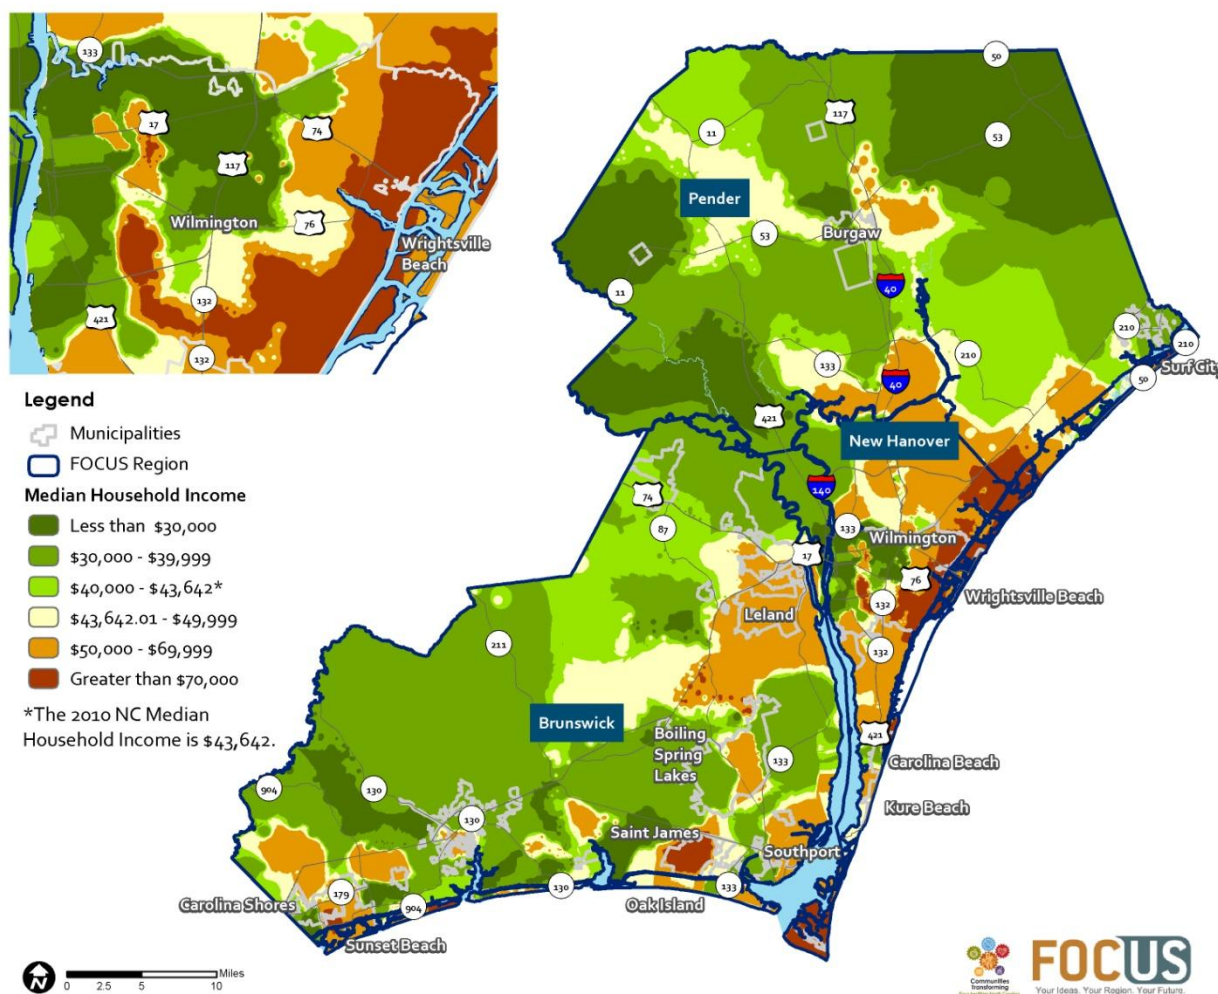 133
17
74
117
Wilmington
76
Wrightsville
Beach
132
421
132
Legend
Municipalities
FOCUS Region
Median Household Income
Less than $30,000
$30,000 - $39,999
$40,000 - $43,642*
$43,642.01 - $49,999
$50,000 - $69,999
Greater than $70,000
*The 2010 NC Median
Household Income is $43,642.
50
117
11
53
Pender
53
Burgaw
11
40
210
210
210
133
40
50
Surf City
421
New Hanover
74
140
87
133
Wilmington
17
76
Wrightsville Beach
132
Leland
211
132
Brunswick
Boiling
Spring
Lakes
421
133
Carolina Beach
904
130
Kure Beach
130
Saint James
Southport
179
130
133
Carolina Shores
904
Oak Island
Sunset Beach
N
Miles
0 2.5 5 10
Communities
Transforming
FOCUS
Your Ideas. Your Region. Your Future.